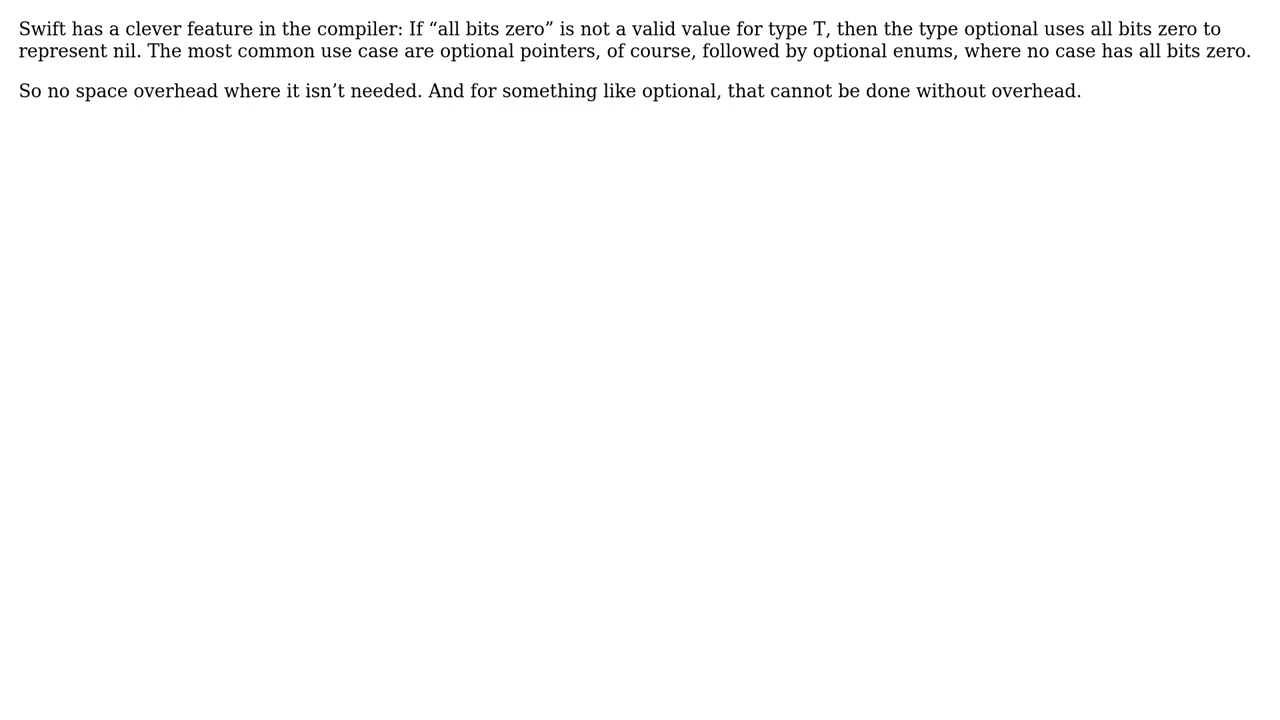 Swift has a clever feature in the compiler: If “all bits zero” is not a valid value for type T, then the type optional uses all bits zero to
represent nil. The most common use case are optional pointers, of course, followed by optional enums, where no case has all bits zero.
So no space overhead where it isn’t needed. And for something like optional, that cannot be done without overhead.